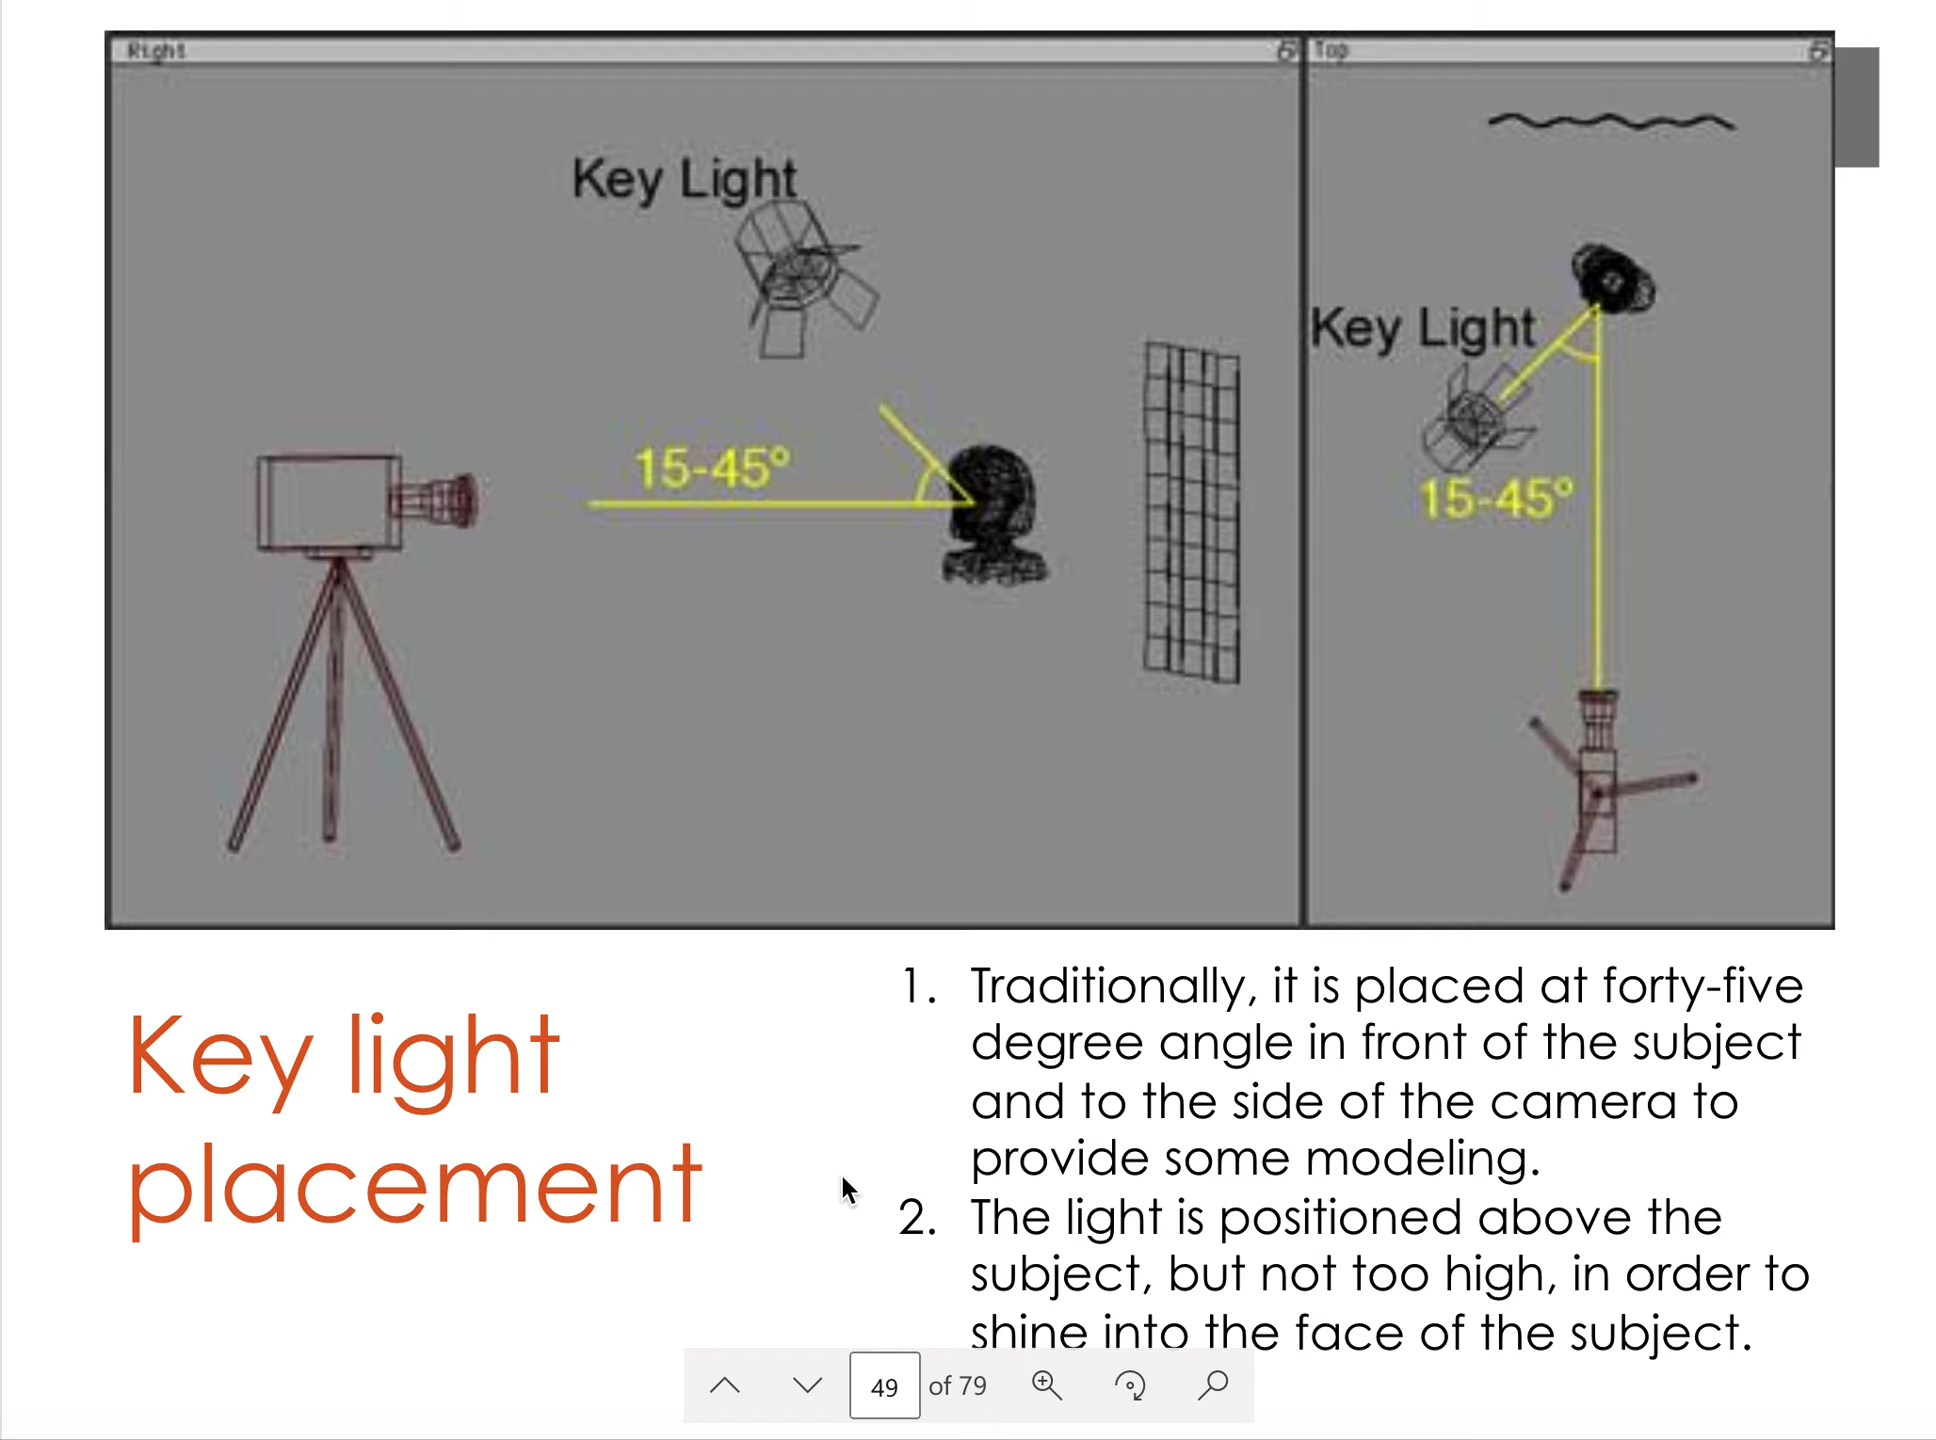 Right
Top
Key Light
15-45°
Key Light
15-45°
Key light
placement
1. Traditionally, it is placed at forty-five
degree angle in front of the subject
and to the side of the camera to
provide some modeling.
2. The light is positioned above the
subject, but not too high, in order to
shine into the face of the subject.
49 of 79